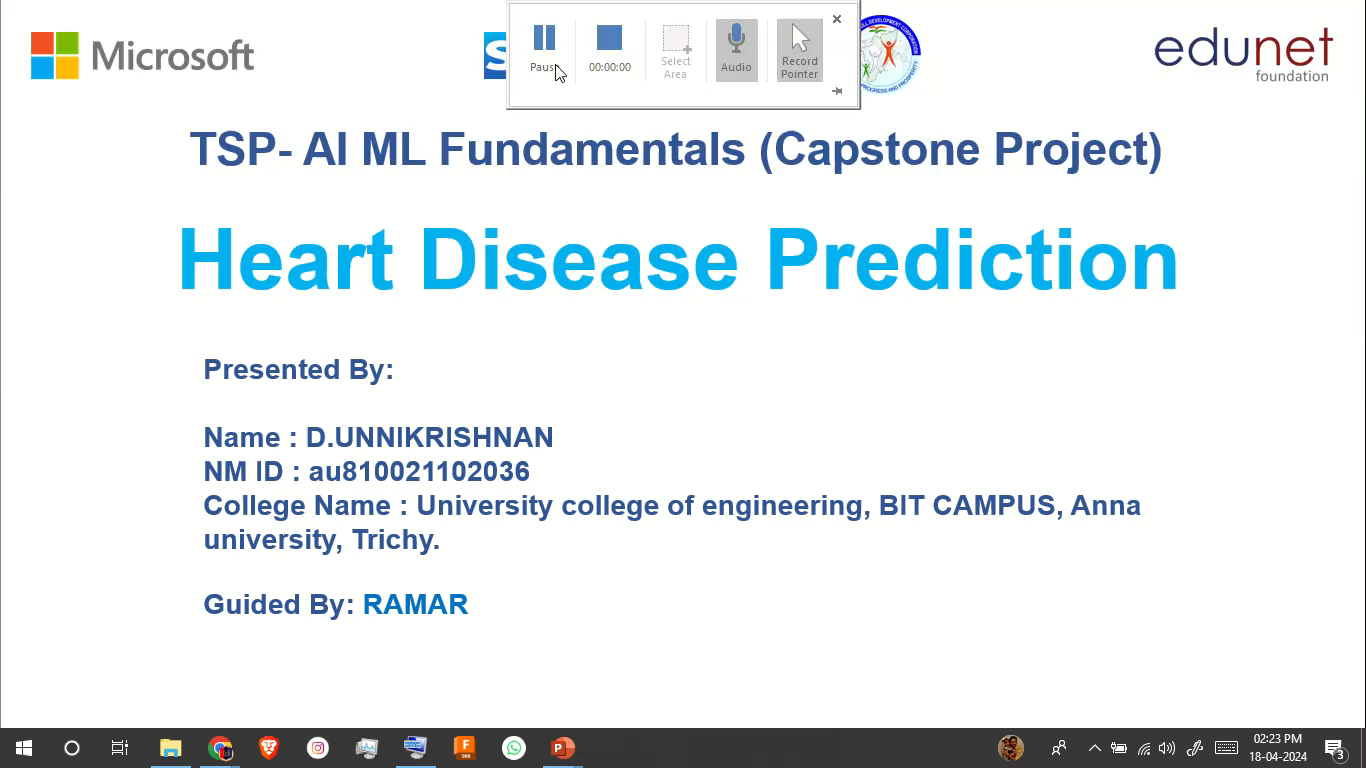 Microsoft
S
Pause
00:00:00
Select
Area
Audio
Record
Pointer
edunet
foundation
TSP- AI ML Fundamentals (Capstone Project)
Heart Disease Prediction
Presented By:
Name : D.UNNIKRISHNAN
NM ID : au810021102036
College Name : University college of engineering, BIT CAMPUS, Anna
university, Trichy.
Guided By: RAMAR
02:23 PM
18-04-2024
3